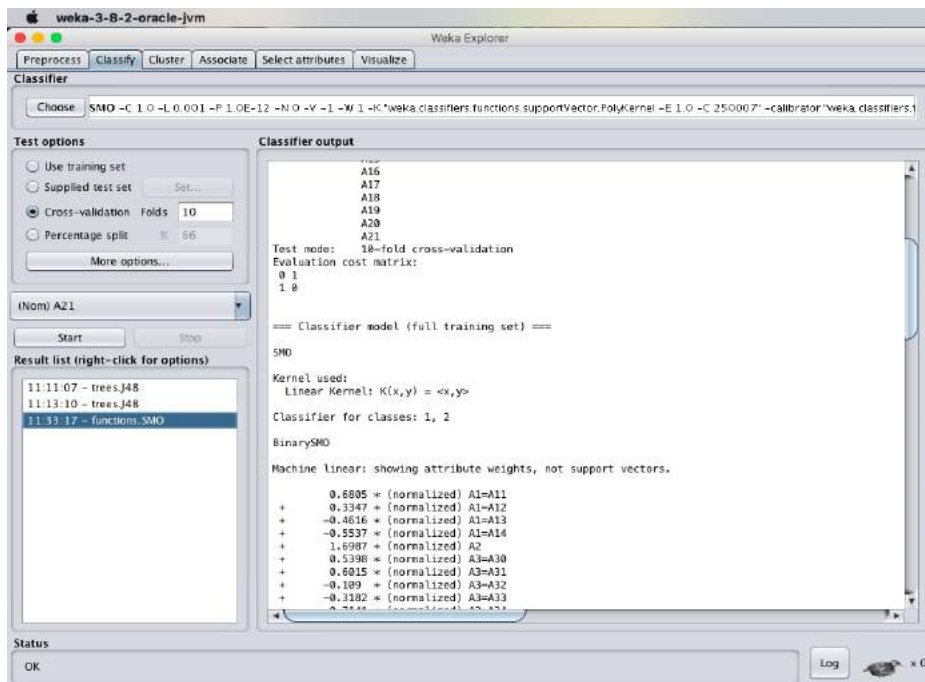 weka-3-8-2-oracle-jvm
Weka Explorer
Preprocess Classify Cluster Associate Select attributes Visualize
Classifier
Choose SMO -C 1.0 -L 0.001 -P 1.0E-12 -N 0 -V -1 -W 1 -K "weka.classifiers.functions.supportVector.PolyKernel -E 1.0 -C 250007" -calibrator "weka.classifiers.f
Test options
Use training set
Supplied test set Set...
Cross-validation Folds 10
Percentage split % 66
More options...
(Nom) A21
Start Stop
Result list (right-click for options)
11:11:07 - trees.J48
11:13:10 - trees.J48
11:33:17 - functions.SMO
Classifier output
A16
A17
A18
A19
A20
A21
Test mode: 10-fold cross-validation
Evaluation cost matrix:
0 1
1 0
=== Classifier model (full training set) ===
SMO
Kernel used:
Linear Kernel: K(x,y) = <x,y>
Classifier for classes: 1, 2
BinarySMO
Machine linear: showing attribute weights, not support vectors.
0.6805 * (normalized) A1=A11
+ 0.3347 * (normalized) A1=A12
+ -0.4616 * (normalized) A1=A13
+ -0.5537 * (normalized) A1=A14
+ 1.6987 * (normalized) A2
+ 0.5398 * (normalized) A3=A30
+ 0.6015 * (normalized) A3=A31
+ -0.109 * (normalized) A3=A32
+ -0.3182 * (normalized) A3=A33
Status
OK
Log
x 0